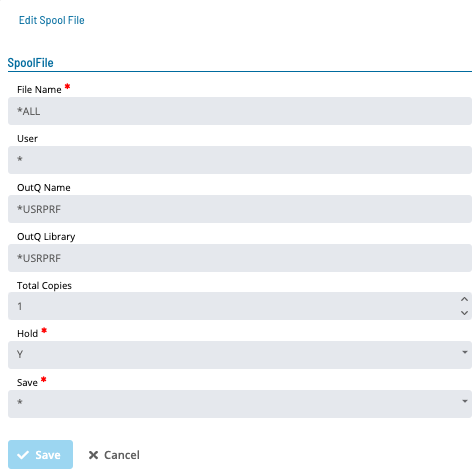 Edit Spool File
SpoolFile
File Name *
*ALL
User
*
OutQ Name
*USRPRF
OutQ Library
*USRPRF
Total Copies
1
Hold *
Y
Save *
*
Save Cancel